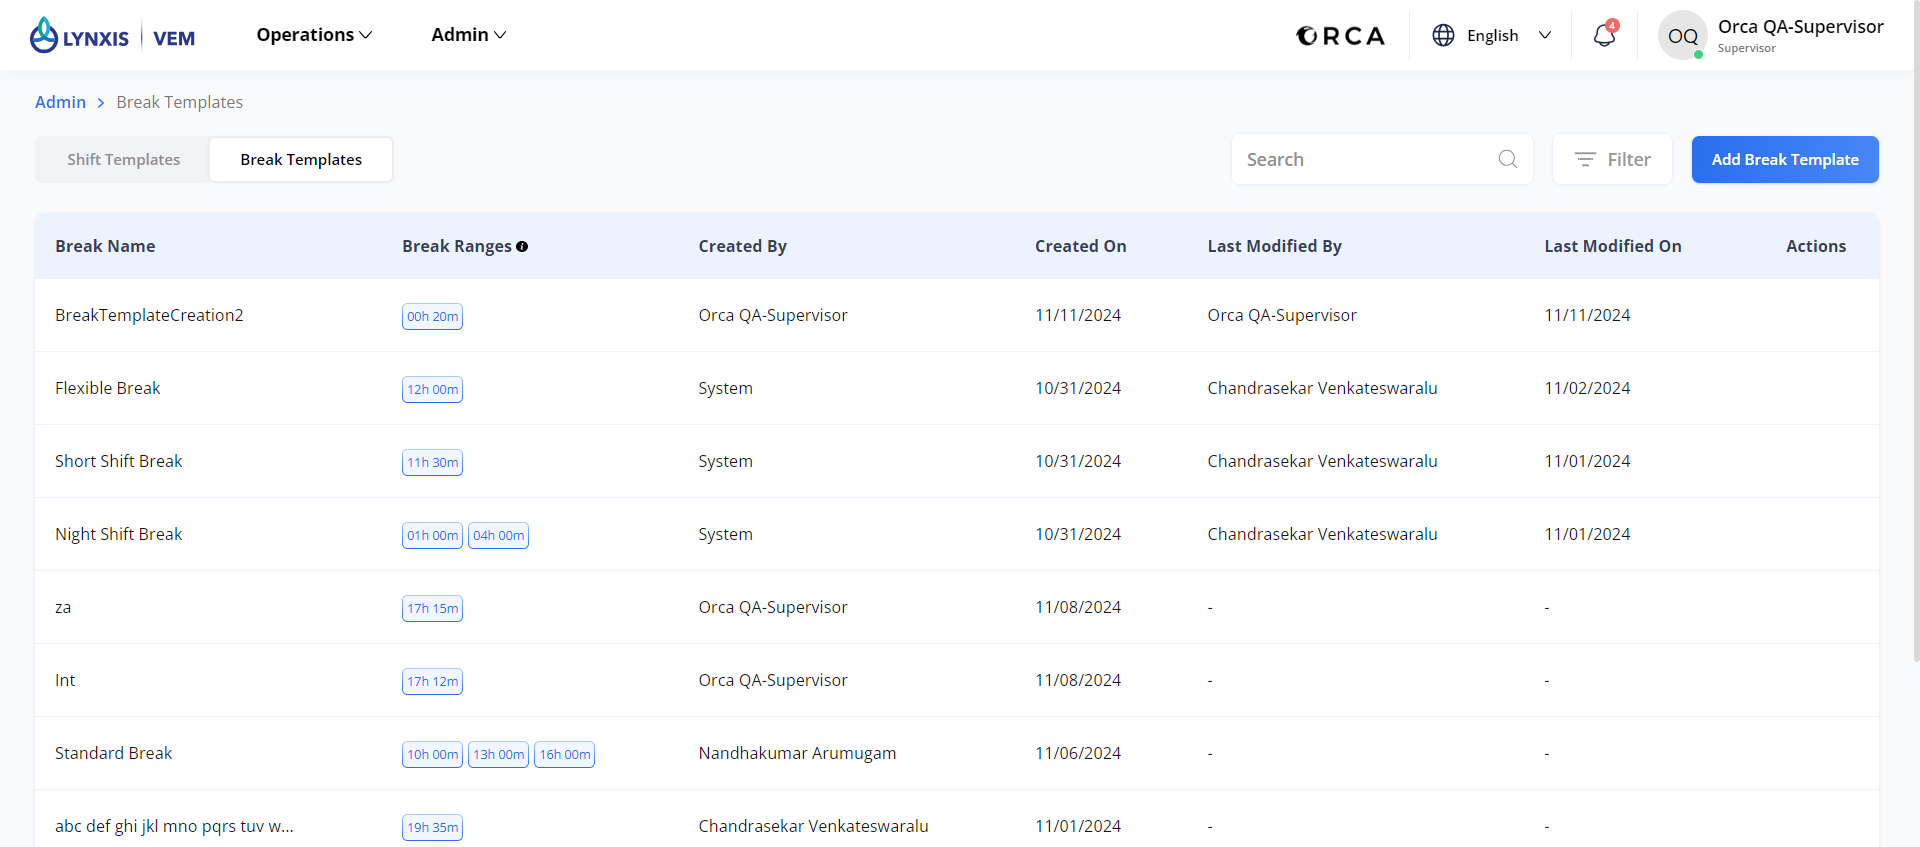 LYNXIS VEM Operations Admin ORCA English 4 OQ Orca QA-Supervisor
Supervisor
Admin > Break Templates
Shift Templates Break Templates Search Filter Add Break Template
Break Name Break Ranges i Created By Created On Last Modified By Last Modified On Actions
BreakTemplateCreation2 00h 20m Orca QA-Supervisor 11/11/2024 Orca QA-Supervisor 11/11/2024
Flexible Break 12h 00m System 10/31/2024 Chandrasekar Venkateswaralu 11/02/2024
Short Shift Break 11h 30m System 10/31/2024 Chandrasekar Venkateswaralu 11/01/2024
Night Shift Break 01h 00m 04h 00m System 10/31/2024 Chandrasekar Venkateswaralu 11/01/2024
za 17h 15m Orca QA-Supervisor 11/08/2024 - -
Int 17h 12m Orca QA-Supervisor 11/08/2024 - -
Standard Break 10h 00m 13h 00m 16h 00m Nandhakumar Arumugam 11/06/2024 - -
abc def ghi jkl mno pqrs tuv w... 19h 35m Chandrasekar Venkateswaralu 11/01/2024 - -